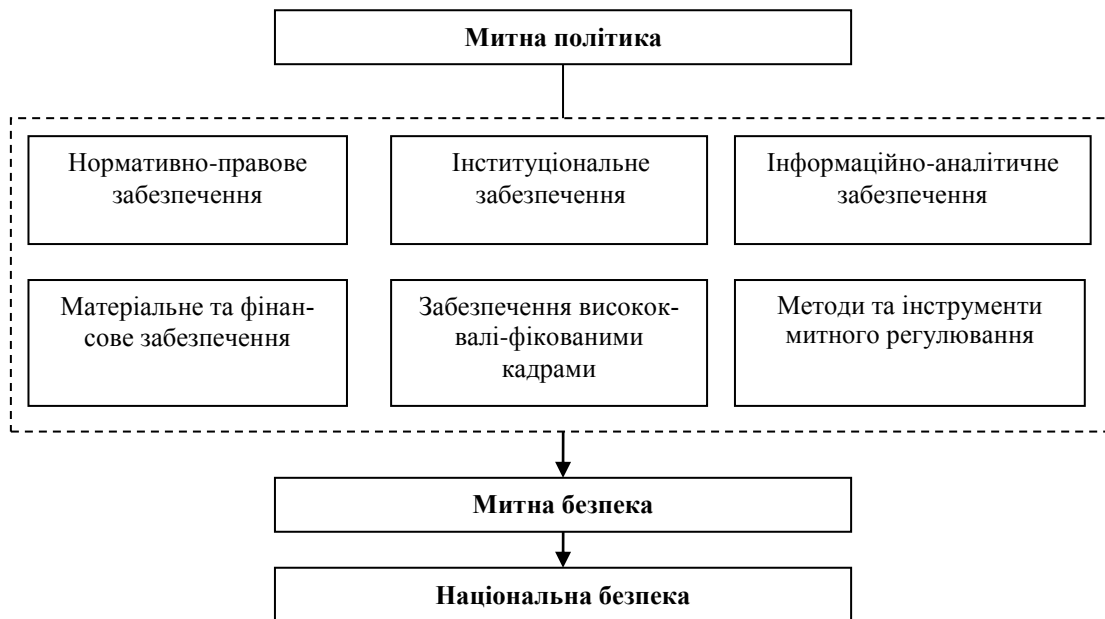 Митна політика
Нормативно-правове
забезпечення
Інституціональне
забезпечення
Інформаційно-аналітичне
забезпечення
Матеріальне та фінан-
сове забезпечення
Забезпечення високок-
валі-фікованими
кадрами
Методи та інструменти
митного регулювання
Митна безпека
Національна безпека